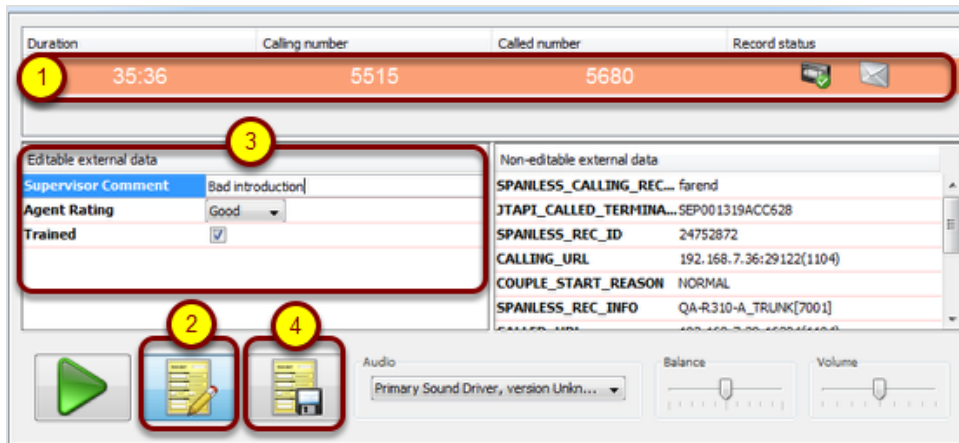 Duration Calling number Called number Record status
1 35:36 5515 5680
3
Editable external data
Supervisor Comment Bad introduction
Agent Rating Good
Trained
Non-editable external data
SPANLESS_CALLING_REC... farend
JTAPI_CALLED_TERMINA... SEP001319ACC628
SPANLESS_REC_ID 24752872
CALLING_URL 192.168.7.36:29122(1104)
COUPLE_START_REASON NORMAL
SPANLESS_REC_INFO QA-R310-A_TRUNK[7001]
2 4
Audio
Primary Sound Driver, version Unkn...
Balance
Volume